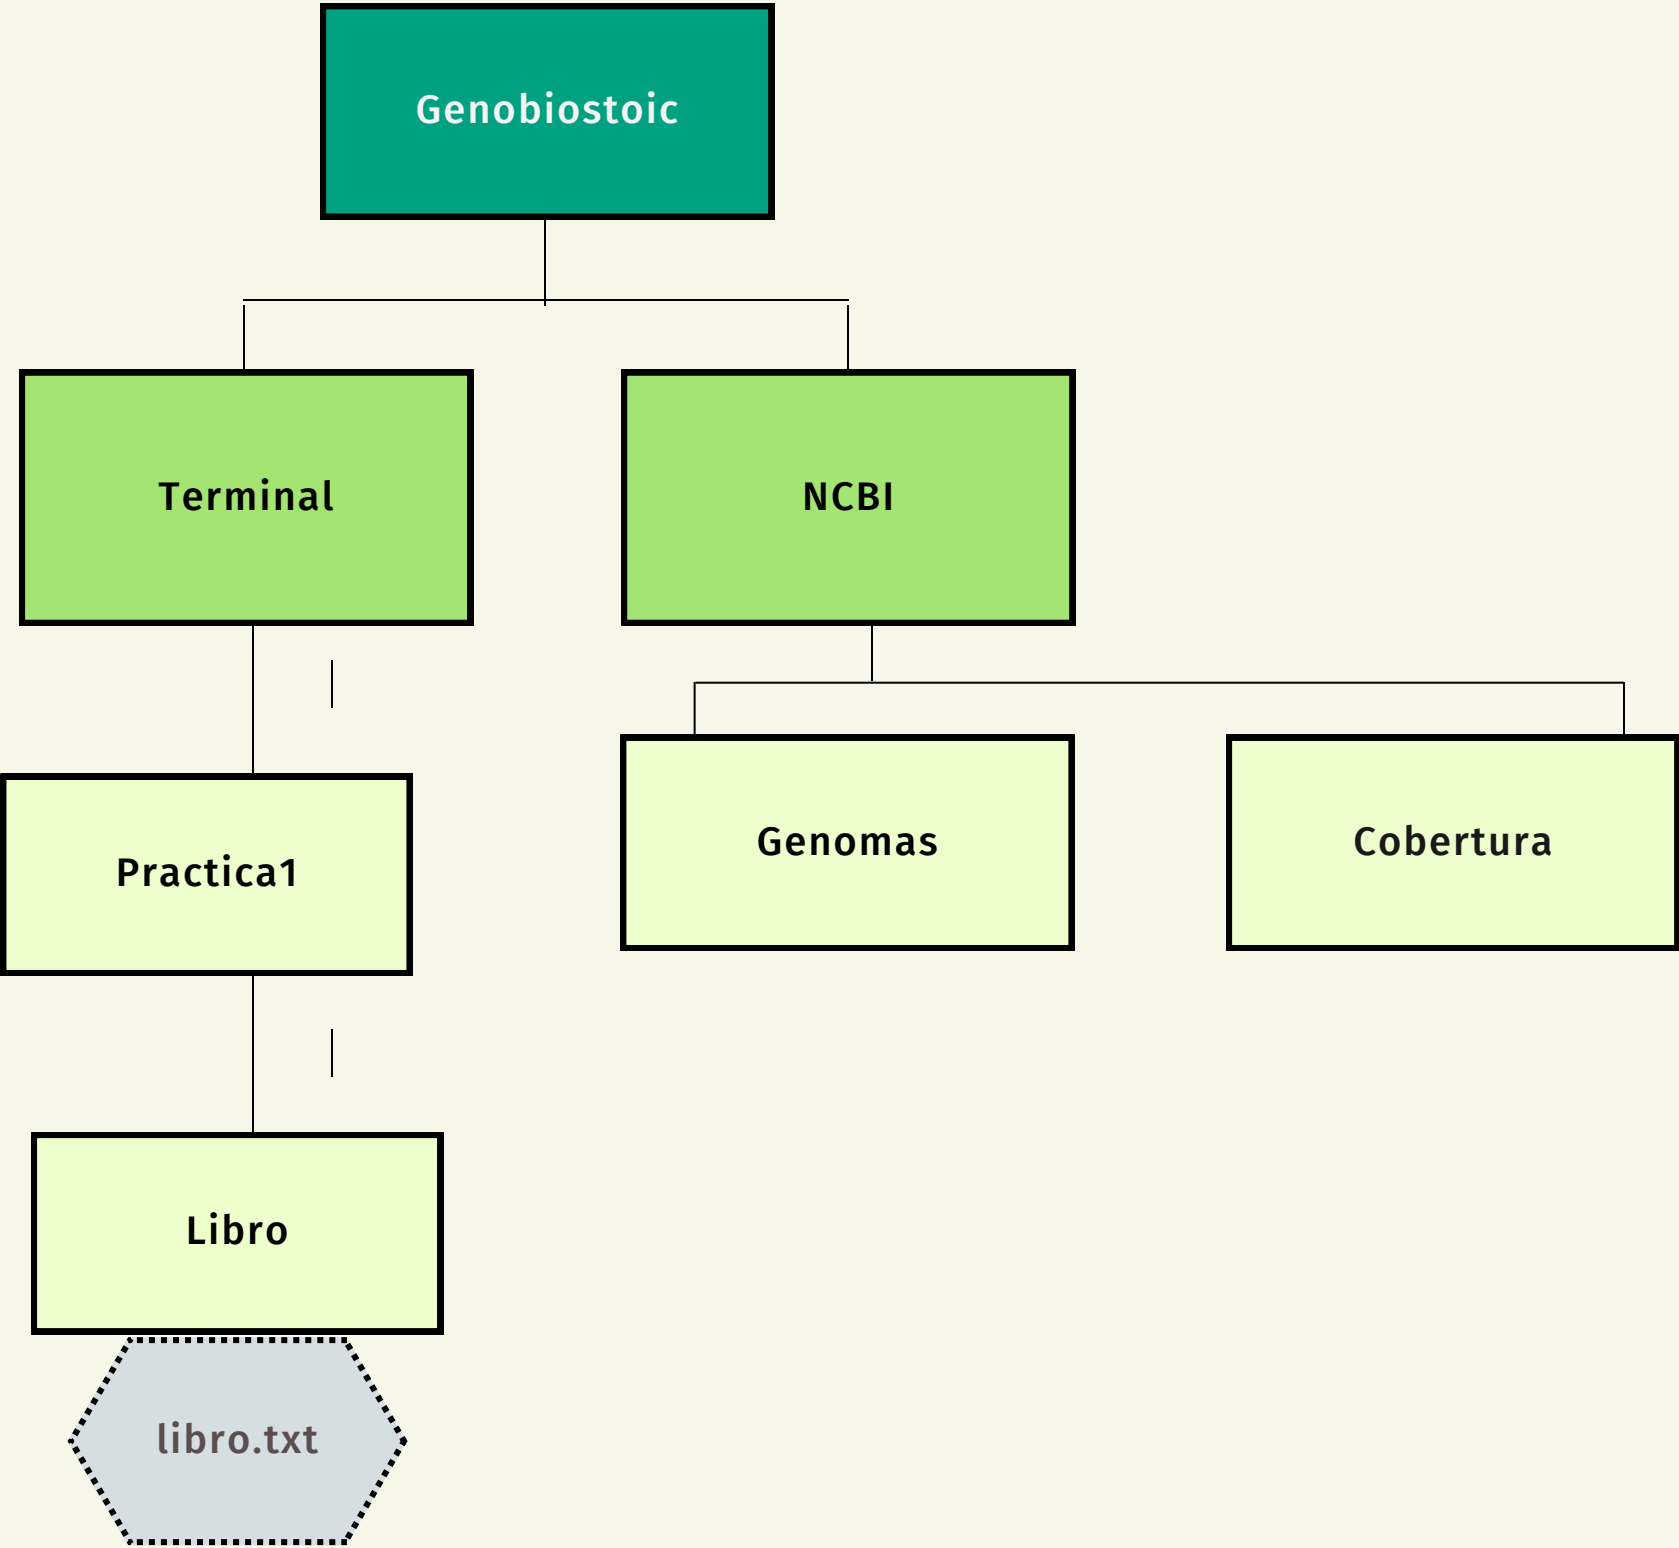 Genobiostoic
Terminal
NCBI
Practica1
Genomas
Cobertura
Libro
libro.txt